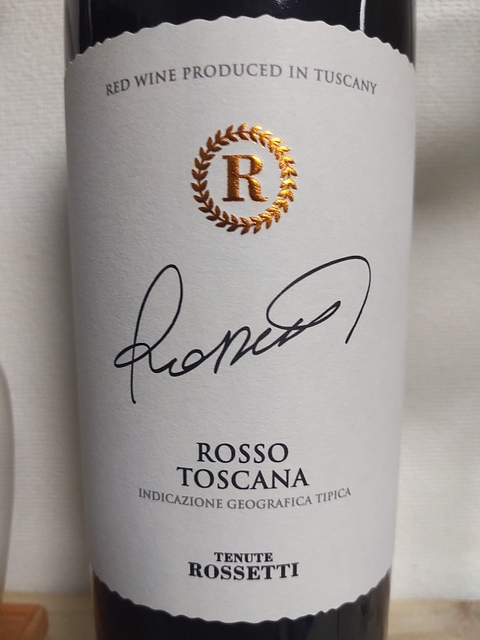 RED WINE PRODUCED IN TUSCANY
R
Rossetti
ROSSO
TOSCANA
INDICAZIONE GEOGRAFICA TIPICA
TENUTE
ROSSETTI